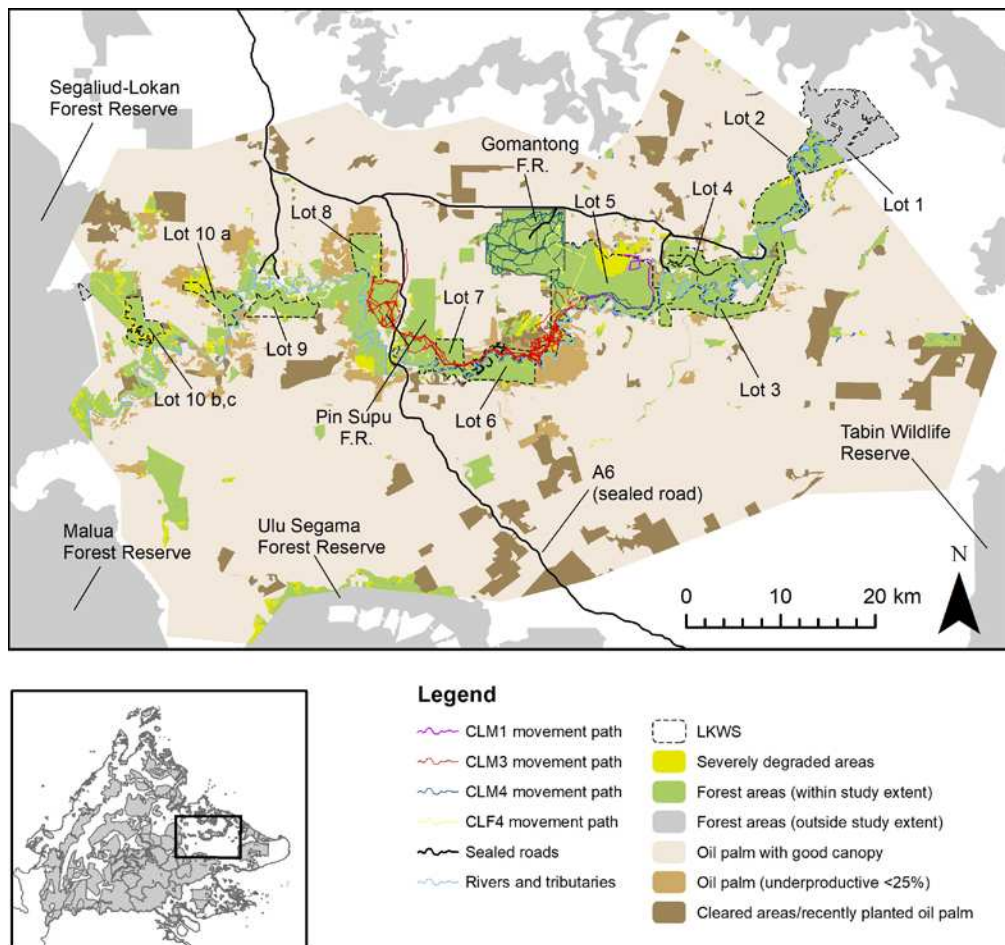 Segaliud-Lokan
Forest Reserve
Lot 2
Gomantong
F.R.
Lot 5
Lot 4
Lot 1
Lot 8
Lot 10 a
Lot 7
Lot 9
Lot 3
Lot 10 b,c
Lot 6
Pin Supu
F.R.
Tabin Wildlife
Reserve
A6
(sealed road)
Malua
Forest Reserve
Ulu Segama
Forest Reserve
N
0 10 20 km
Legend
CLM1 movement path
CLM3 movement path
CLM4 movement path
CLF4 movement path
Sealed roads
Rivers and tributaries
LKWS
Severely degraded areas
Forest areas (within study extent)
Forest areas (outside study extent)
Oil palm with good canopy
Oil palm (underproductive <25%)
Cleared areas/recently planted oil palm